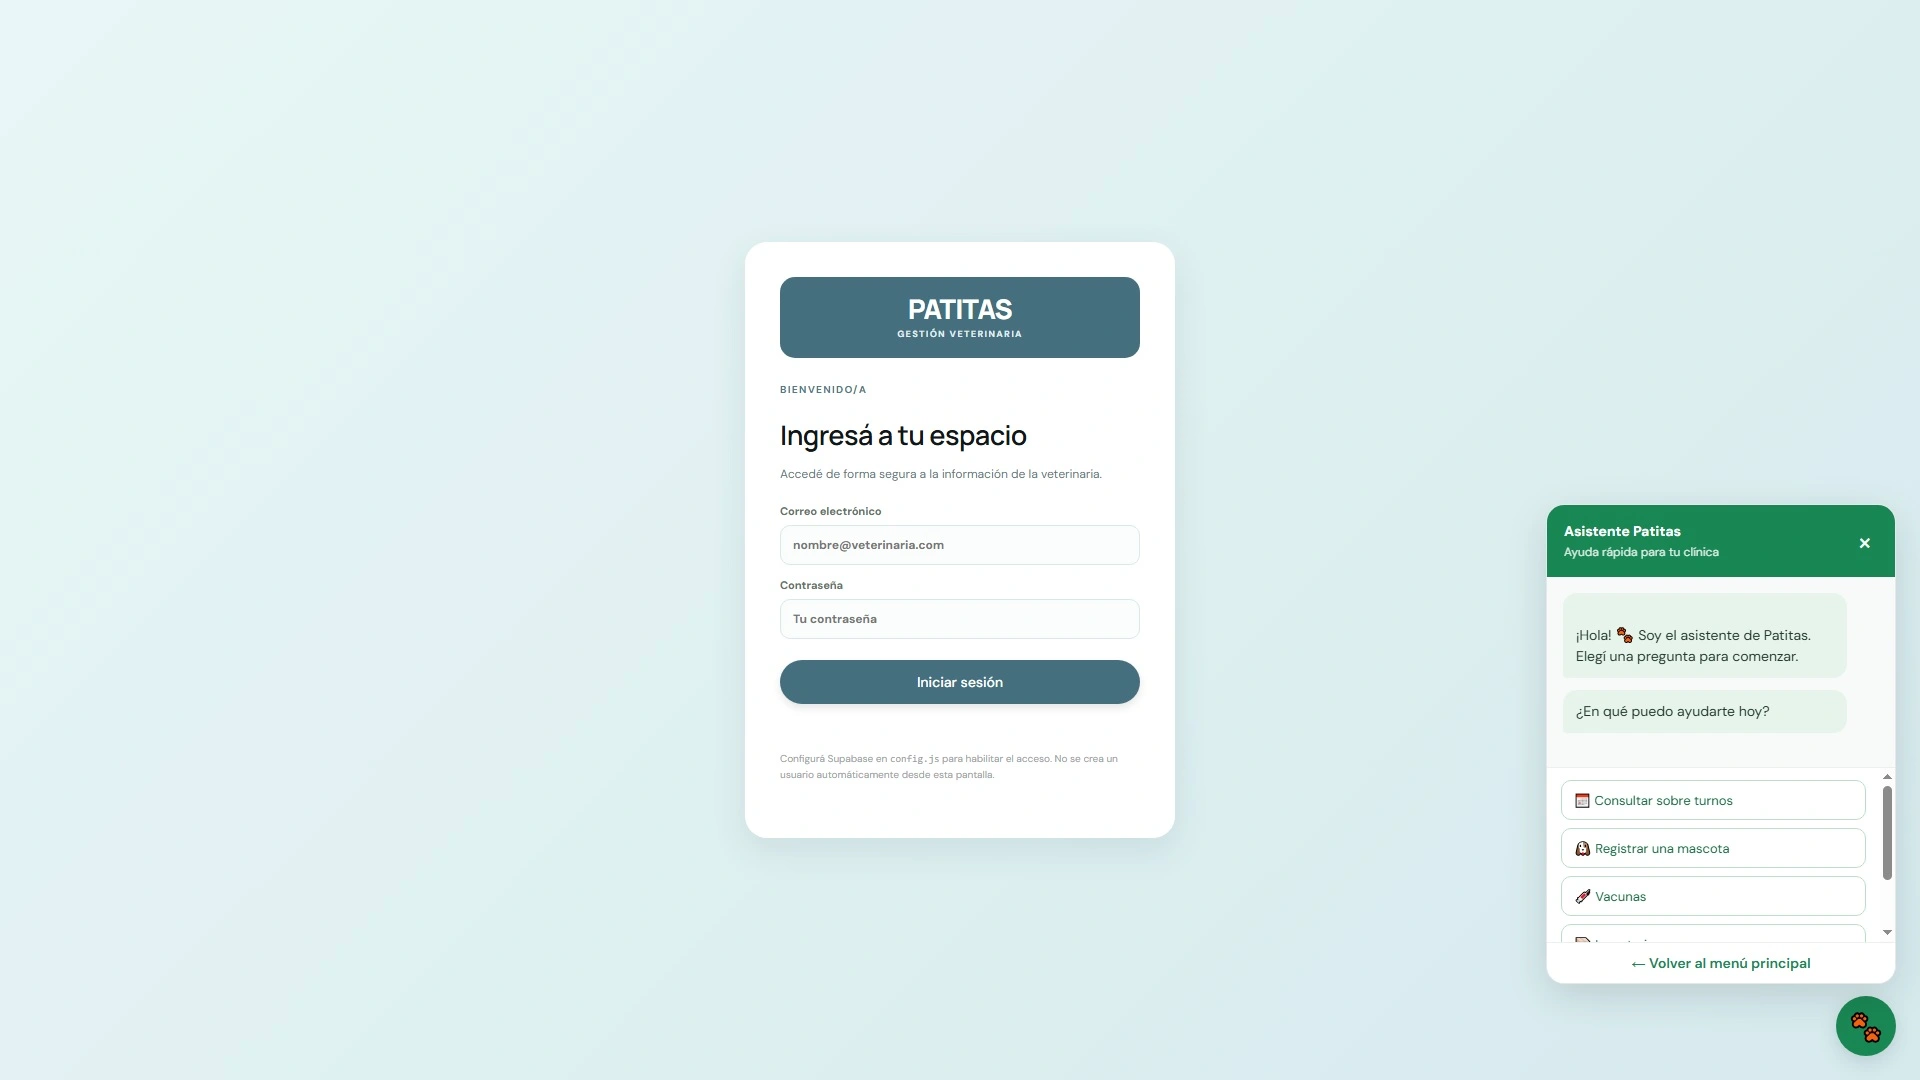 PATITAS
GESTIÓN VETERINARIA
BIENVENIDO/A
Ingresá a tu espacio
Accedé de forma segura a la información de la veterinaria.
Correo electrónico
nombre@veterinaria.com
Contraseña
Tu contraseña
Iniciar sesión
Configurá Supabase en config.js para habilitar el acceso. No se crea un
usuario automáticamente desde esta pantalla.
Asistente Patitas
Ayuda rápida para tu clínica
¡Hola! 🐾 Soy el asistente de Patitas.
Elegí una pregunta para comenzar.
¿En qué puedo ayudarte hoy?
Consultar sobre turnos
Registrar una mascota
Vacunas
← Volver al menú principal